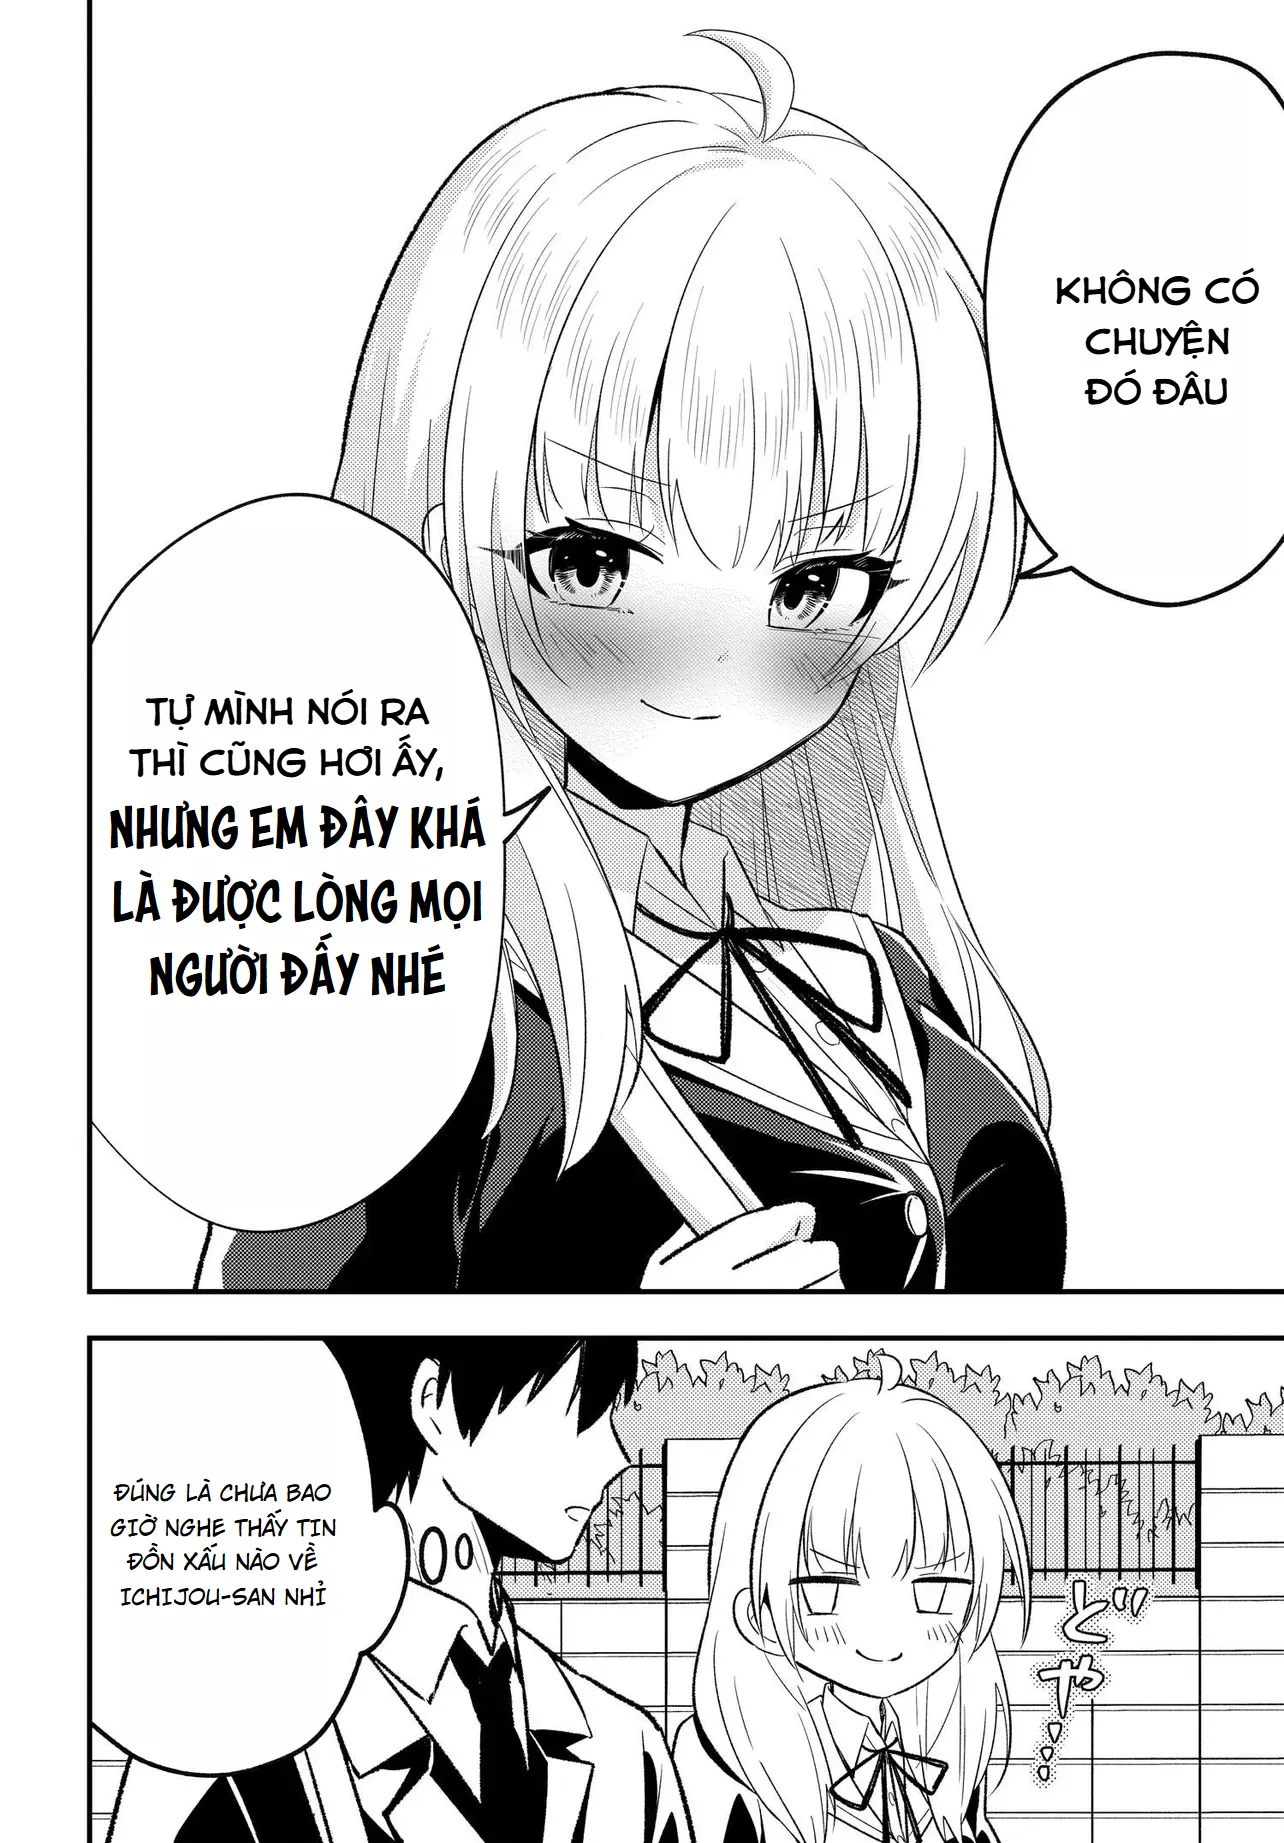 KHÔNG CÓ
CHUYỆN
ĐÓ ĐÂU
TỰ MÌNH NÓI RA
THÌ CŨNG HƠI ẤY,
NHƯNG EM ĐÂY KHÁ
LÀ ĐƯỢC LÒNG MỌI
NGƯỜI ĐẤY NHÉ
ĐÚNG LÀ CHƯA BAO
GIỜ NGHE THẤY TIN
ĐỒN XẤU NÀO VỀ
ICHIJOU-SAN NHỈ
どや…